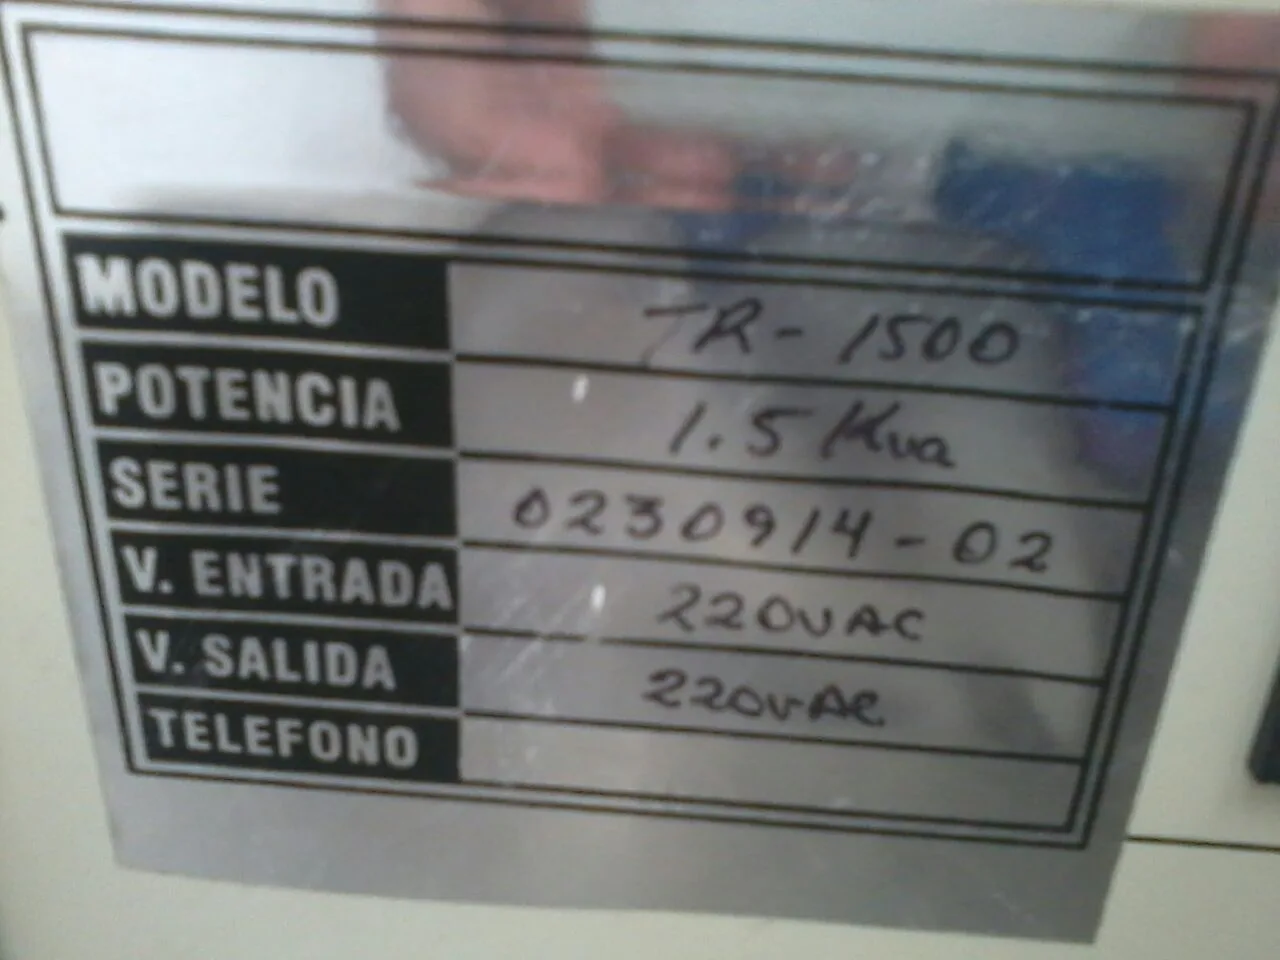 MODELO TR-1500
POTENCIA 1.5 Kva
SERIE 0230914-02
V. ENTRADA 220VAC
V. SALIDA 220VAC
TELEFONO